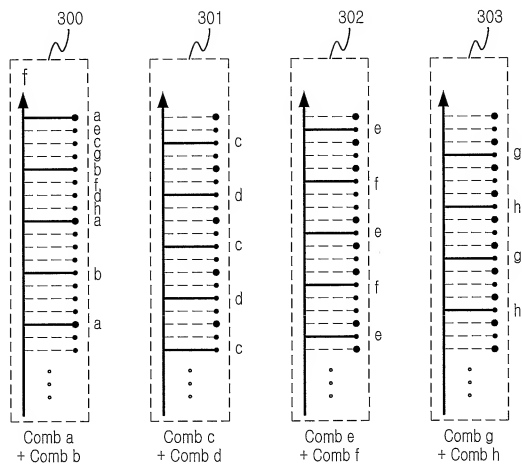 300 301 302 303
f
a
e
c
g
b
f
d
h
a
b
a
c
d
c
d
c
e
f
e
f
e
g
h
g
h
Comb a
+ Comb b
Comb c
+ Comb d
Comb e
+ Comb f
Comb g
+ Comb h